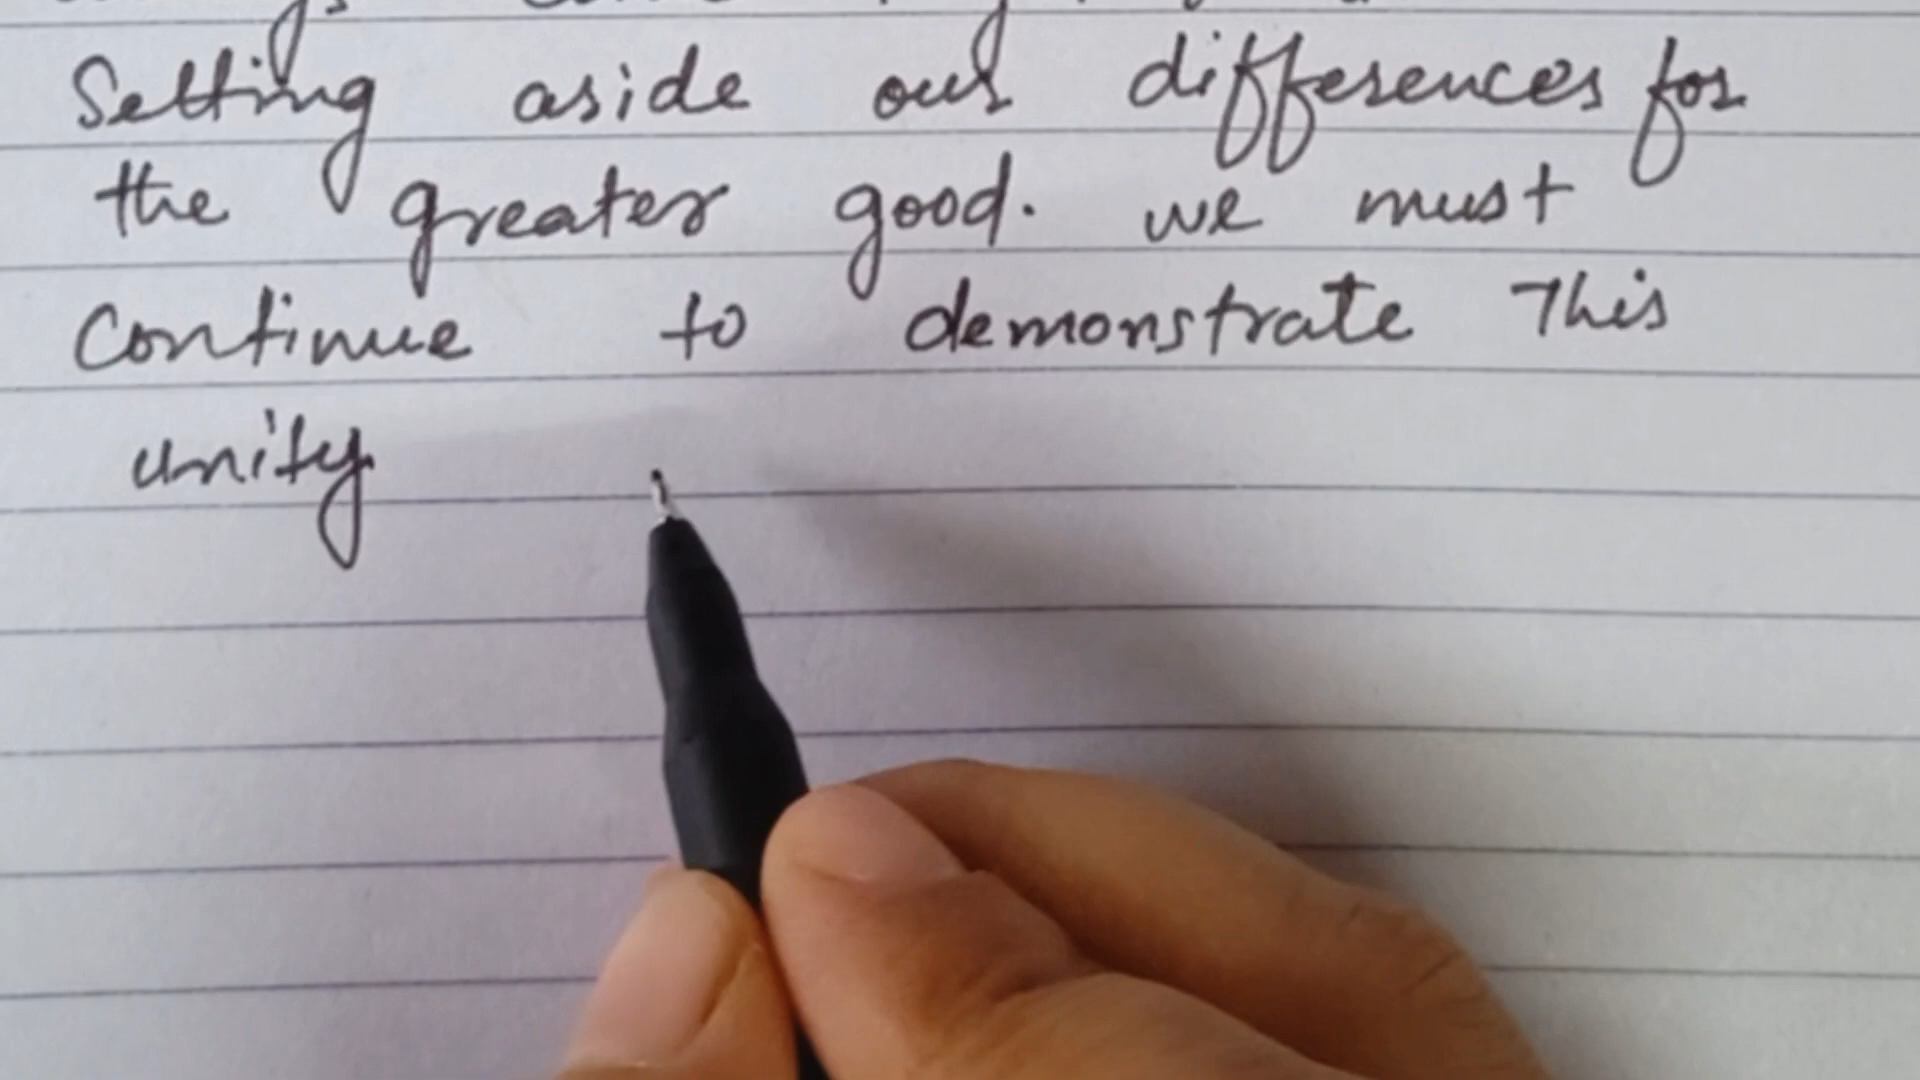 Setting aside our differences for
the greater good. we must
Continue to demonstrate This
unity